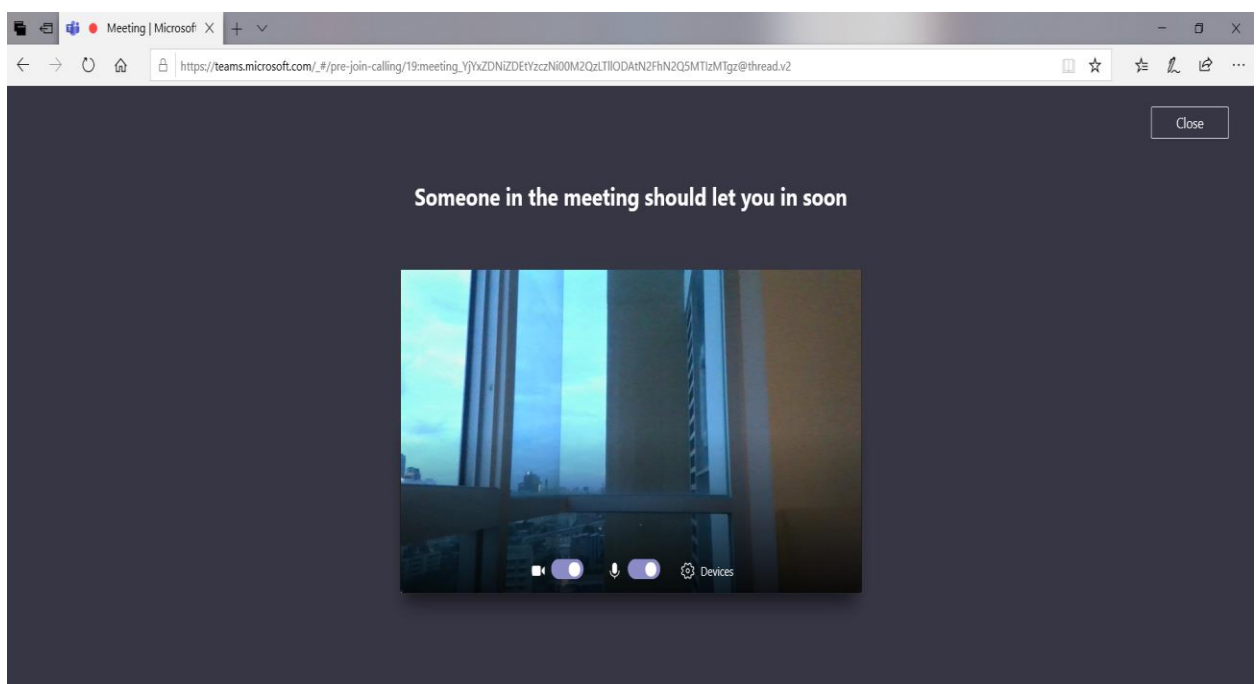 Meeting | Microsof
https://teams.microsoft.com/_#/pre-join-calling/19:meeting_YjYxZDNiZDEtYzczNi00M2QzLTllODAtN2FhN2Q5MTIzMTgz@thread.v2
Close
Someone in the meeting should let you in soon
Devices